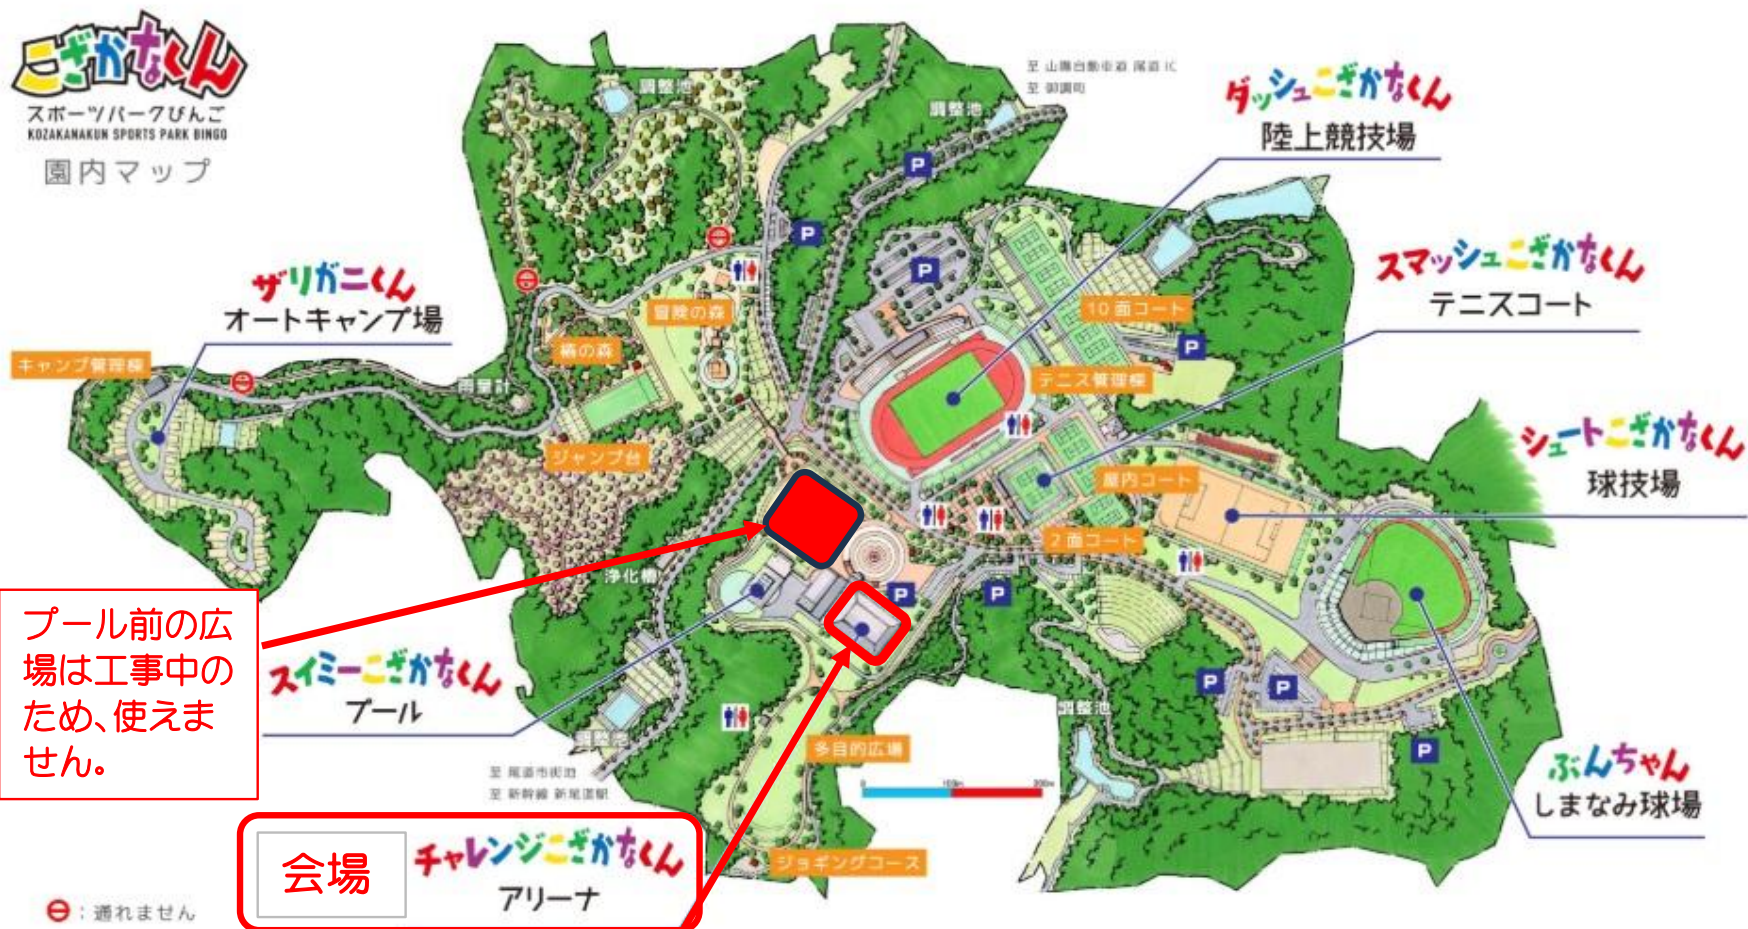 こざかなくん
スポーツパークびんご
KOZAKANAKUN SPORTS PARK BINGO
園内マップ
調整池
調整池
至 山陽自動車道 尾道 IC
至 御調町
ダッシュこざかなくん
陸上競技場
スマッシュこざかなくん
テニスコート
ザリガニくん
オートキャンプ場
キャンプ管理棟
冒険の森
椿の森
雨量計
ジャンプ台
10面コート
テニス管理棟
屋内コート
2面コート
シュートこざかなくん
球技場
浄化槽
プール前の広
場は工事中の
ため、使えま
せん。
スイミーこざかなくん
プール
調整池
至 尾道市街地
至 新幹線 新尾道駅
多目的広場
0 100m 200m
調整池
ぶんちゃん
しまなみ球場
会場
チャレンジこざかなくん
アリーナ
ジョギングコース
：通れません
P
P
P
P
P
P
P
P
P